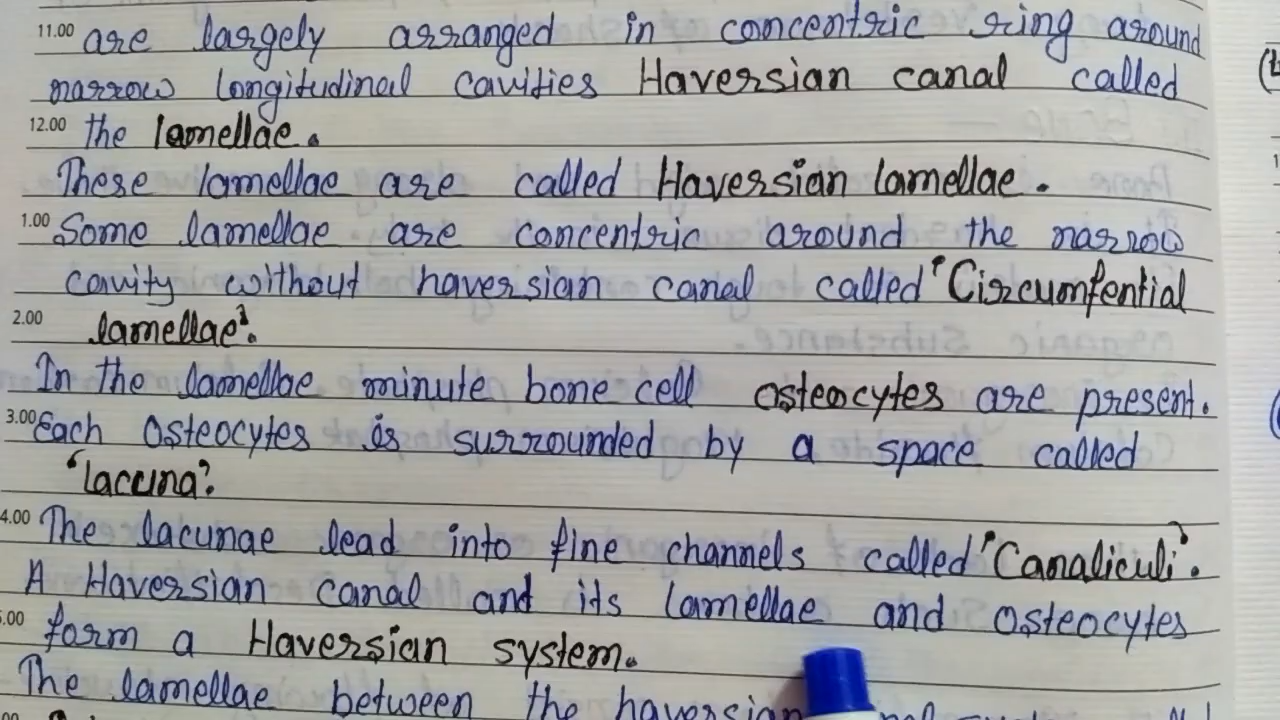 11.00 are largely arranged in concentric ring around
narrow longitudinal cavities Haversian canal called
12.00 the lamellae.
These lamellae are called Haversian lamellae.
1.00 Some lamellae are concentric around the narrow
cavity without haversian canal called 'Circumfential
2.00 lamellae'.
In the lamellae minute bone cell osteocytes are present.
3.00 Each Osteocytes is surrounded by a space called
'lacuna'.
4.00 The lacunae lead into fine channels called 'Canaliculi'.
A Haversian canal and its lamellae and osteocytes
5.00 form a Haversian system.
The lamellae between the haversian